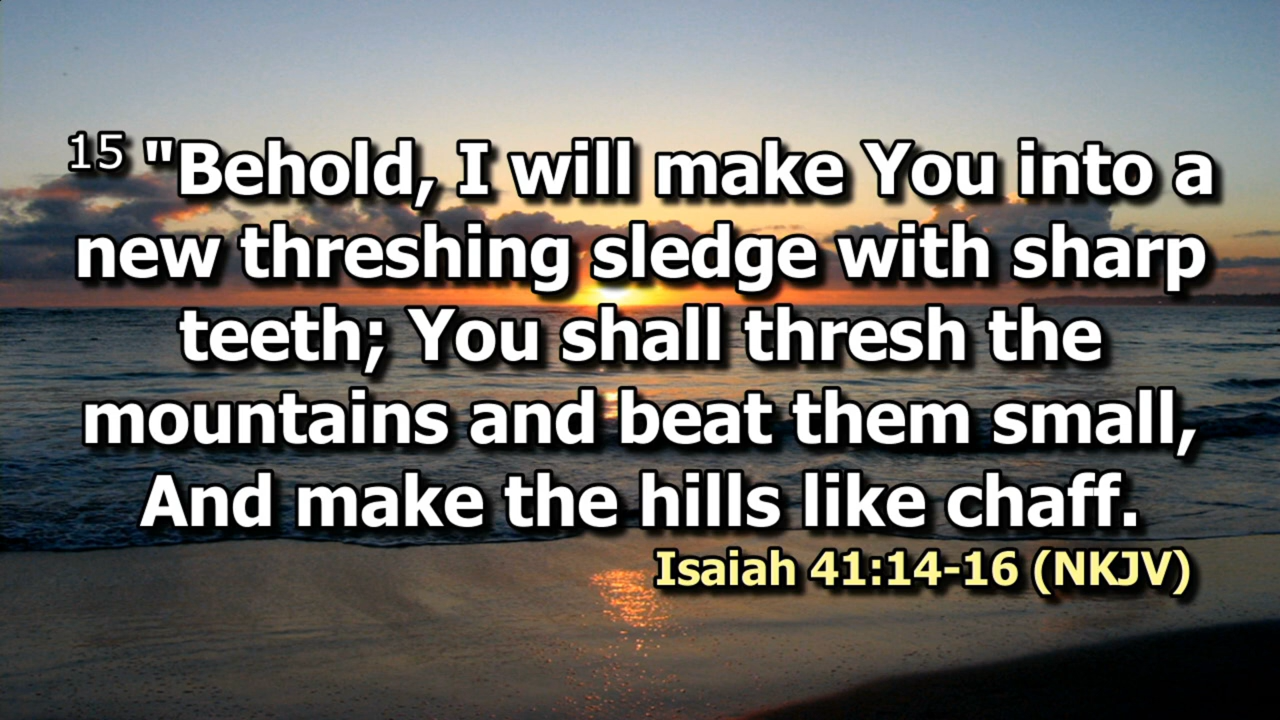 15 "Behold, I will make You into a
new threshing sledge with sharp
teeth; You shall thresh the
mountains and beat them small,
And make the hills like chaff.
Isaiah 41:14-16 (NKJV)